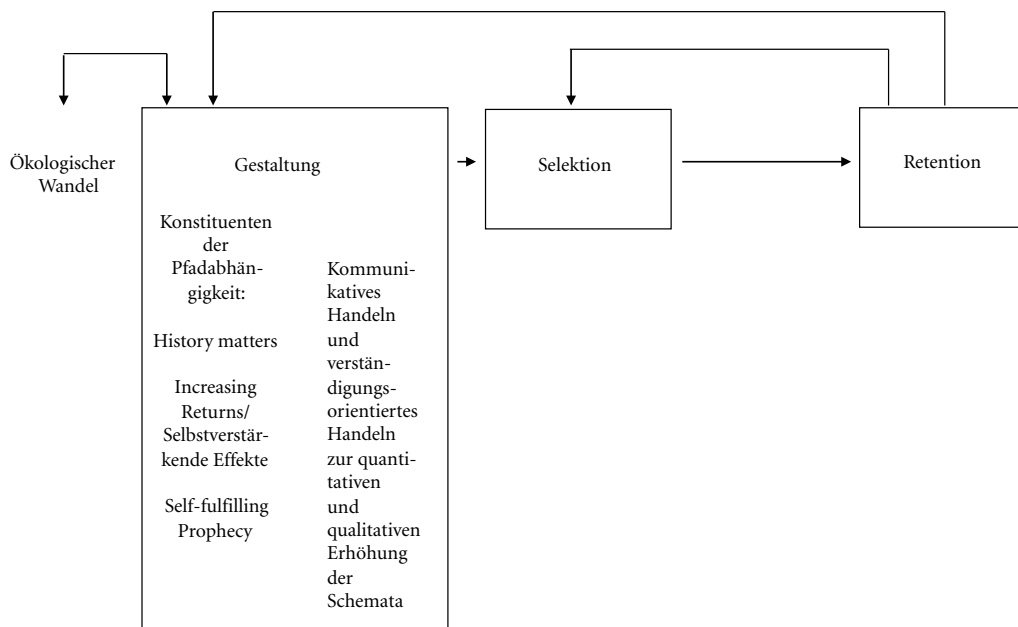 Ökologischer
Wandel
Gestaltung
Konstituenten
der
Pfadabhän-
gigkeit:
History matters
Increasing
Returns/
Selbstverstär-
kende Effekte
Self-fulfilling
Prophecy
Kommuni-
katives
Handeln
und
verstän-
digungs-
orientiertes
Handeln
zur quanti-
tativen
und
qualitativen
Erhöhung
der
Schemata
Selektion
Retention